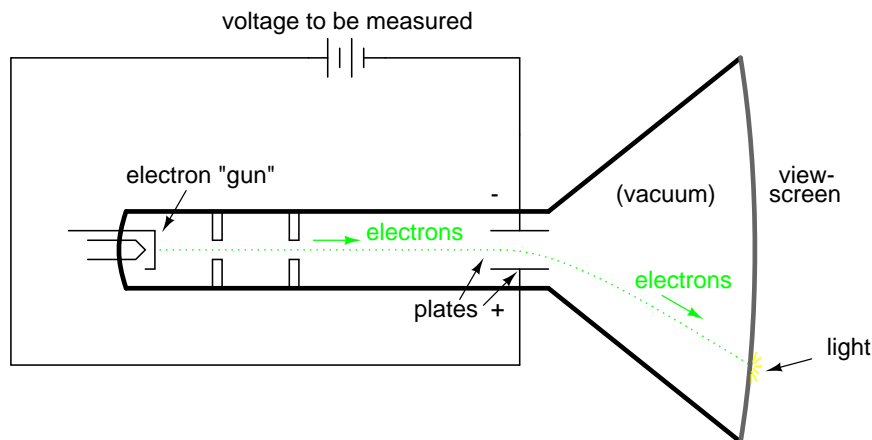 voltage to be measured
electron "gun"
-
(vacuum)
view-
screen
electrons
electrons
plates +
light